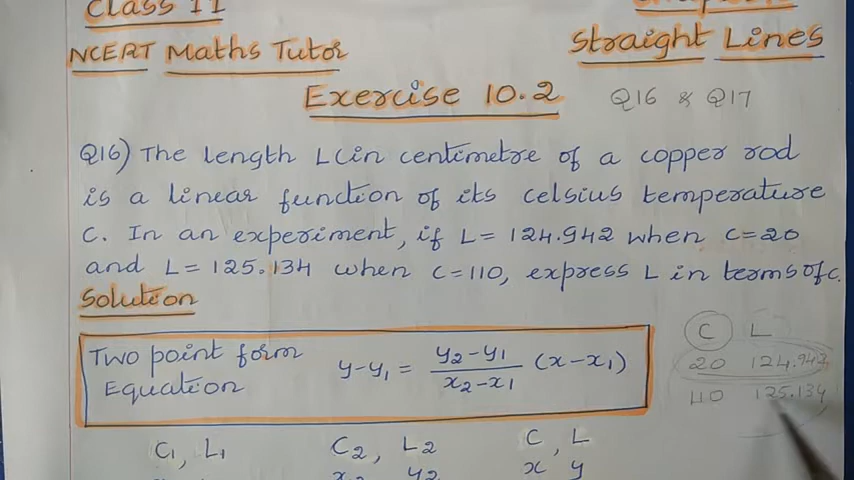 Class 11
NCERT Maths Tutor
Straight Lines
Exercise 10.2
Q16 & Q17
Q16) The length L(in centimetre of a copper rod
is a linear function of its celsius temperature
C. In an experiment, if L = 124.942 when C=20
and L = 125.134 when C=110, express L in terms of C.
Solution
Two point form
Equation
y-y₁ = y₂-y₁ / x₂-x₁ (x-x₁)
C L
20 124.942
110 125.134
C₁, L₁
C₂, L₂
C, L
x₂ y₂
x y